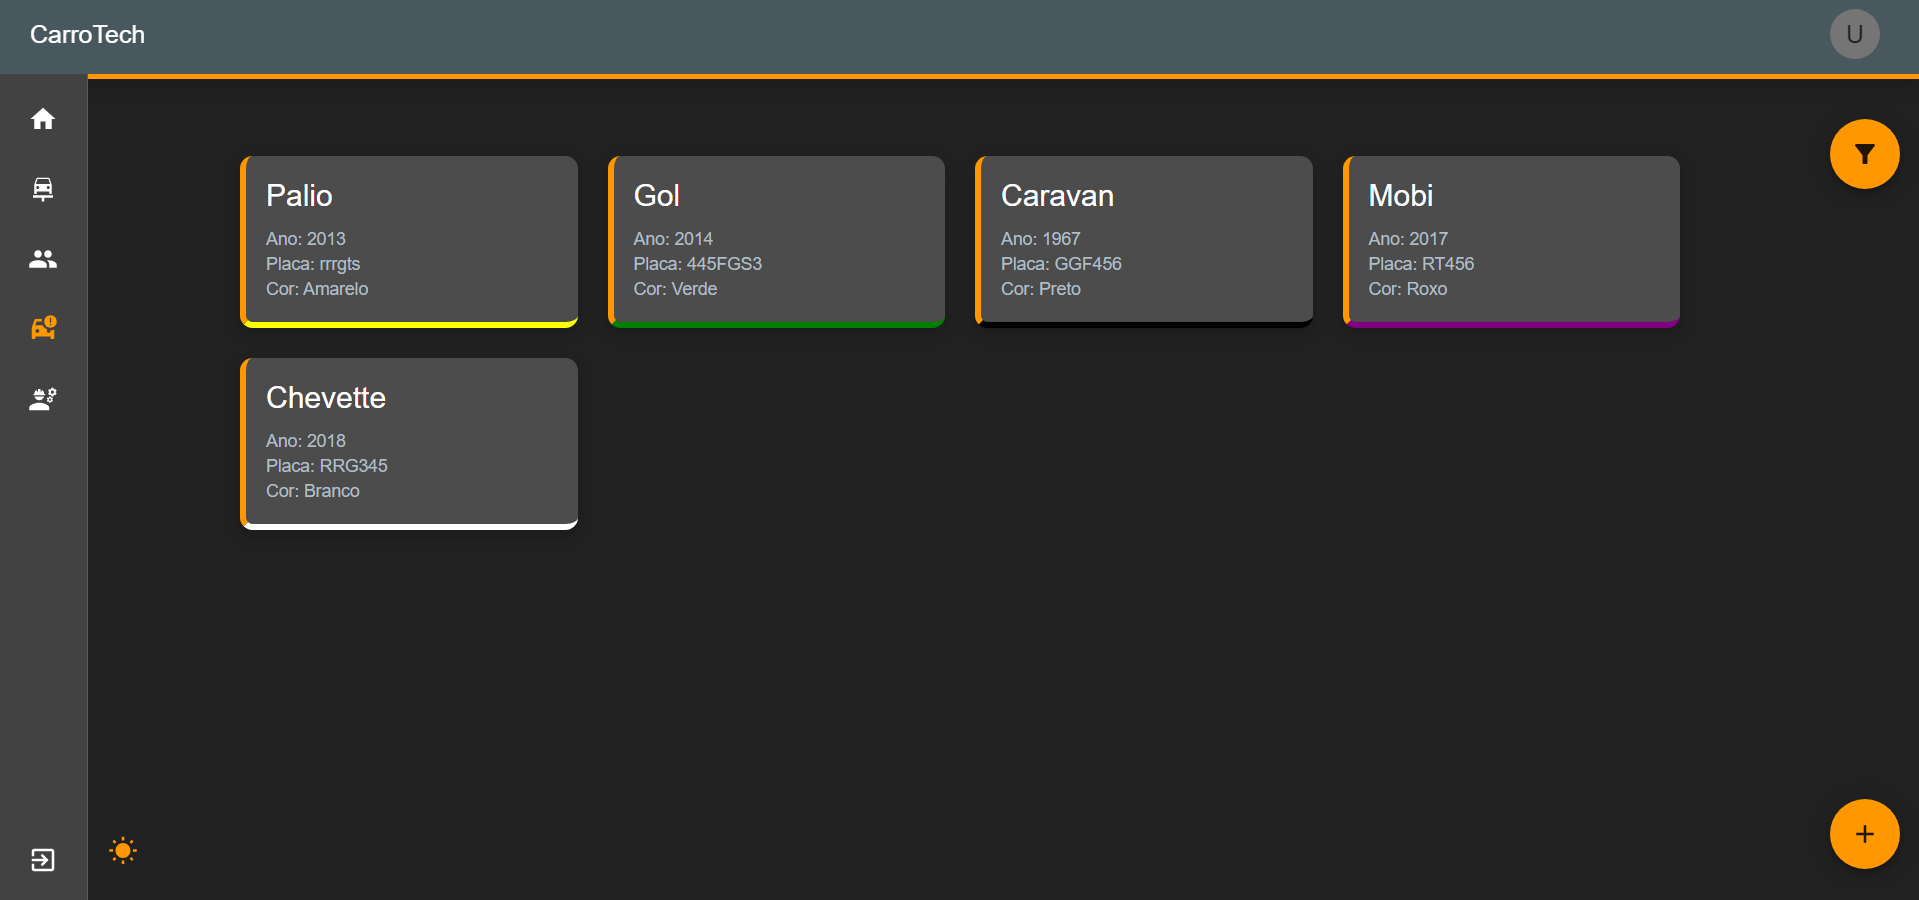 CarroTech
U
Palio
Ano: 2013
Placa: rrrgts
Cor: Amarelo
Gol
Ano: 2014
Placa: 445FGS3
Cor: Verde
Caravan
Ano: 1967
Placa: GGF456
Cor: Preto
Mobi
Ano: 2017
Placa: RT456
Cor: Roxo
Chevette
Ano: 2018
Placa: RRG345
Cor: Branco